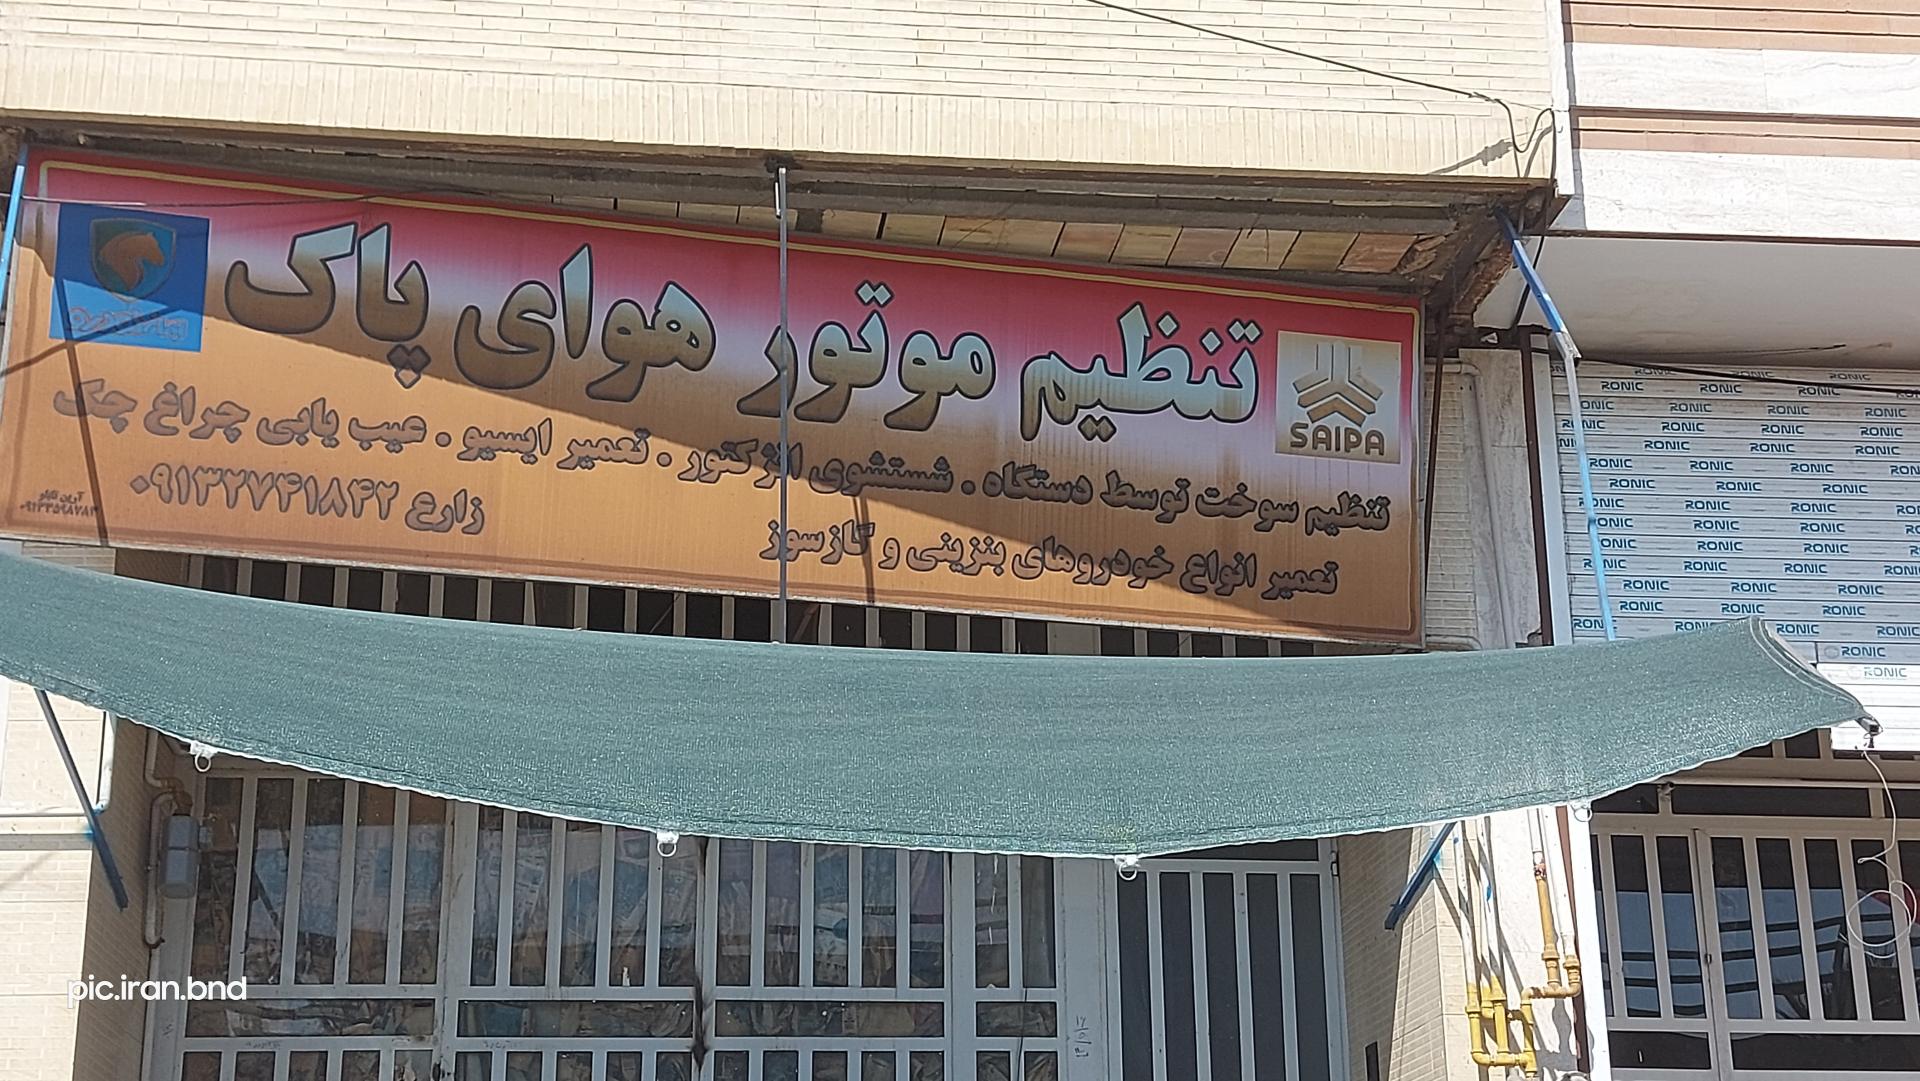 تنظیم موتور هوای پاک
SAIPA
تنظیم سوخت توسط دستگاه . شستشوی انژکتور . تعمیر ایسیو . عیب یابی چراغ چک
تعمیر انواع خودروهای بنزینی و گازسوز
زارع ۰۹۱۳۲۷۴۱۸۴۲
RONIC
pic.iran.bnd